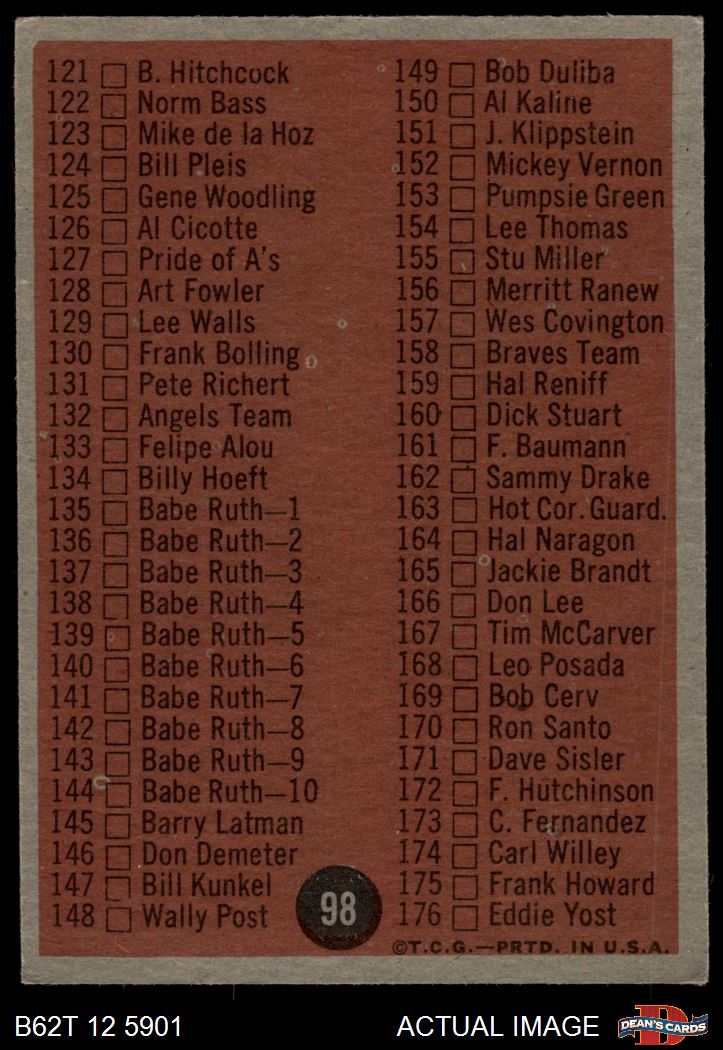 121 B. Hitchcock
122 Norm Bass
123 Mike de la Hoz
124 Bill Pleis
125 Gene Woodling
126 Al Cicotte
127 Pride of A's
128 Art Fowler
129 Lee Walls
130 Frank Bolling
131 Pete Richert
132 Angels Team
133 Felipe Alou
134 Billy Hoeft
135 Babe Ruth—1
136 Babe Ruth—2
137 Babe Ruth—3
138 Babe Ruth—4
139 Babe Ruth—5
140 Babe Ruth—6
141 Babe Ruth—7
142 Babe Ruth—8
143 Babe Ruth—9
144 Babe Ruth—10
145 Barry Latman
146 Don Demeter
147 Bill Kunkel
148 Wally Post
98
149 Bob Duliba
150 Al Kaline
151 J. Klippstein
152 Mickey Vernon
153 Pumpsie Green
154 Lee Thomas
155 Stu Miller
156 Merritt Ranew
157 Wes Covington
158 Braves Team
159 Hal Reniff
160 Dick Stuart
161 F. Baumann
162 Sammy Drake
163 Hot Cor. Guard.
164 Hal Naragon
165 Jackie Brandt
166 Don Lee
167 Tim McCarver
168 Leo Posada
169 Bob Cerv
170 Ron Santo
171 Dave Sisler
172 F. Hutchinson
173 C. Fernandez
174 Carl Willey
175 Frank Howard
176 Eddie Yost
©T.C.G.—PRTD. IN U.S.A.
B62T 12 5901
ACTUAL IMAGE
D
DEAN'S CARDS